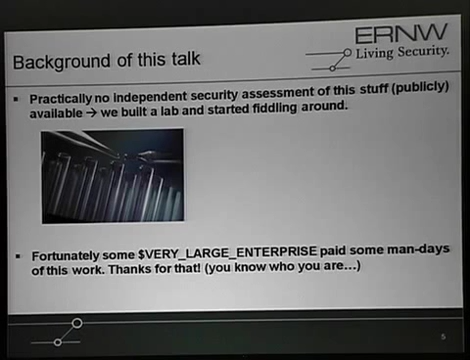 ERNW
Living Security.
Background of this talk
▪ Practically no independent security assessment of this stuff (publicly)
available → we built a lab and started fiddling around.
▪ Fortunately some $VERY_LARGE_ENTERPRISE paid some man-days
of this work. Thanks for that! (you know who you are…)
5